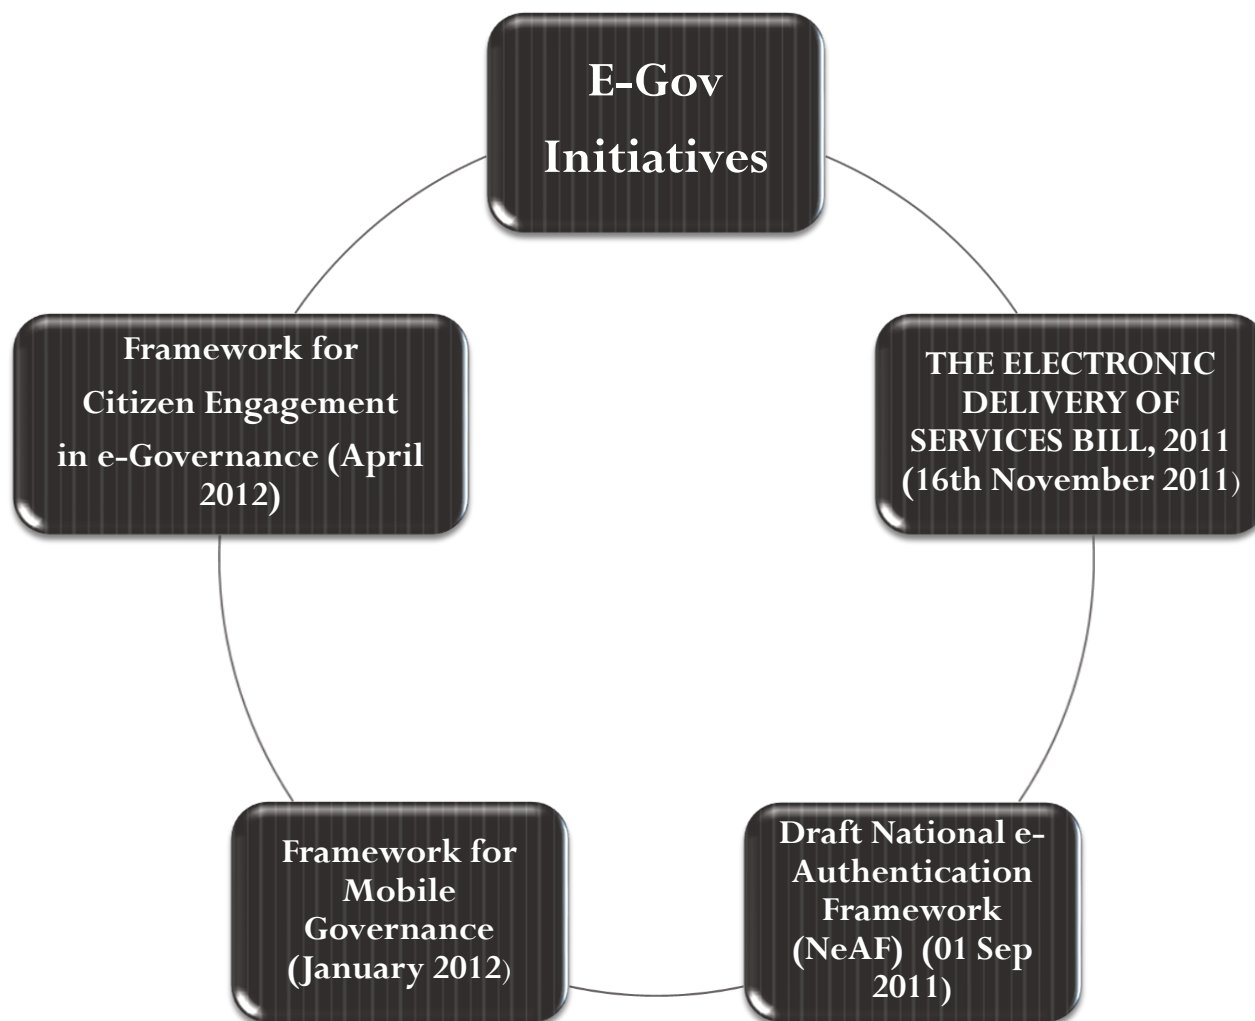 E-Gov
Initiatives
THE ELECTRONIC
DELIVERY OF
SERVICES BILL, 2011
(16th November 2011)
Draft National e-
Authentication
Framework
(NeAF) (01 Sep
2011)
Framework for
Mobile
Governance
(January 2012)
Framework for
Citizen Engagement
in e-Governance (April
2012)